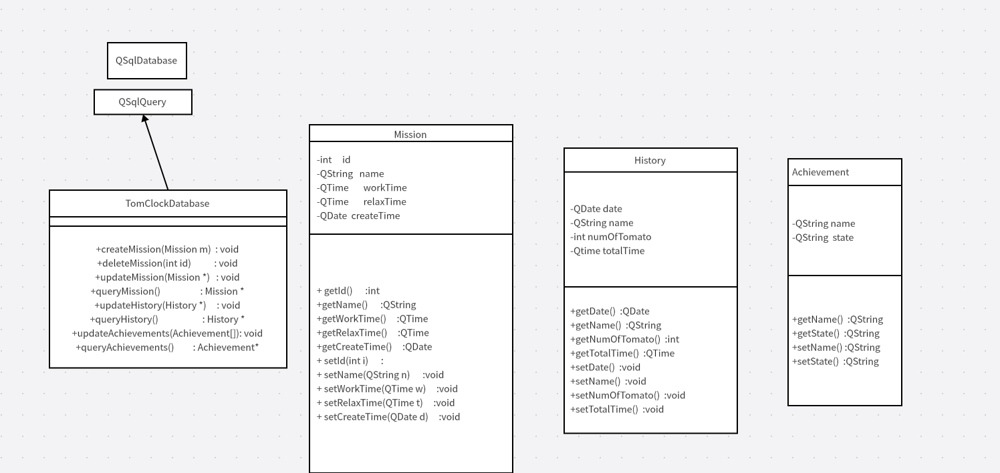 QSqlDatabase
QSqlQuery
TomClockDatabase
+createMission(Mission m) : void
+deleteMission(int id) : void
+updateMission(Mission *) : void
+queryMission() : Mission *
+updateHistory(History *) : void
+queryHistory() : History *
+updateAchievements(Achievement[]): void
+queryAchievements() : Achievement*
Mission
-int id
-QString name
-QTime workTime
-QTime relaxTime
-QDate createTime
+ getId() :int
+getName() :QString
+getWorkTime() :QTime
+getRelaxTime() :QTime
+getCreateTime() :QDate
+ setId(int i) :
+ setName(QString n) :void
+ setWorkTime(QTime w) :void
+ setRelaxTime(QTime t) :void
+ setCreateTime(QDate d) :void
History
-QDate date
-QString name
-int numOfTomato
-Qtime totalTime
+getDate() :QDate
+getName() :QString
+getNumOfTomato() :int
+getTotalTime() :QTime
+setDate() :void
+setName() :void
+setNumOfTomato() :void
+setTotalTime() :void
Achievement
-QString name
-QString state
+getName() :QString
+getState() :QString
+setName() :QString
+setState() :QString